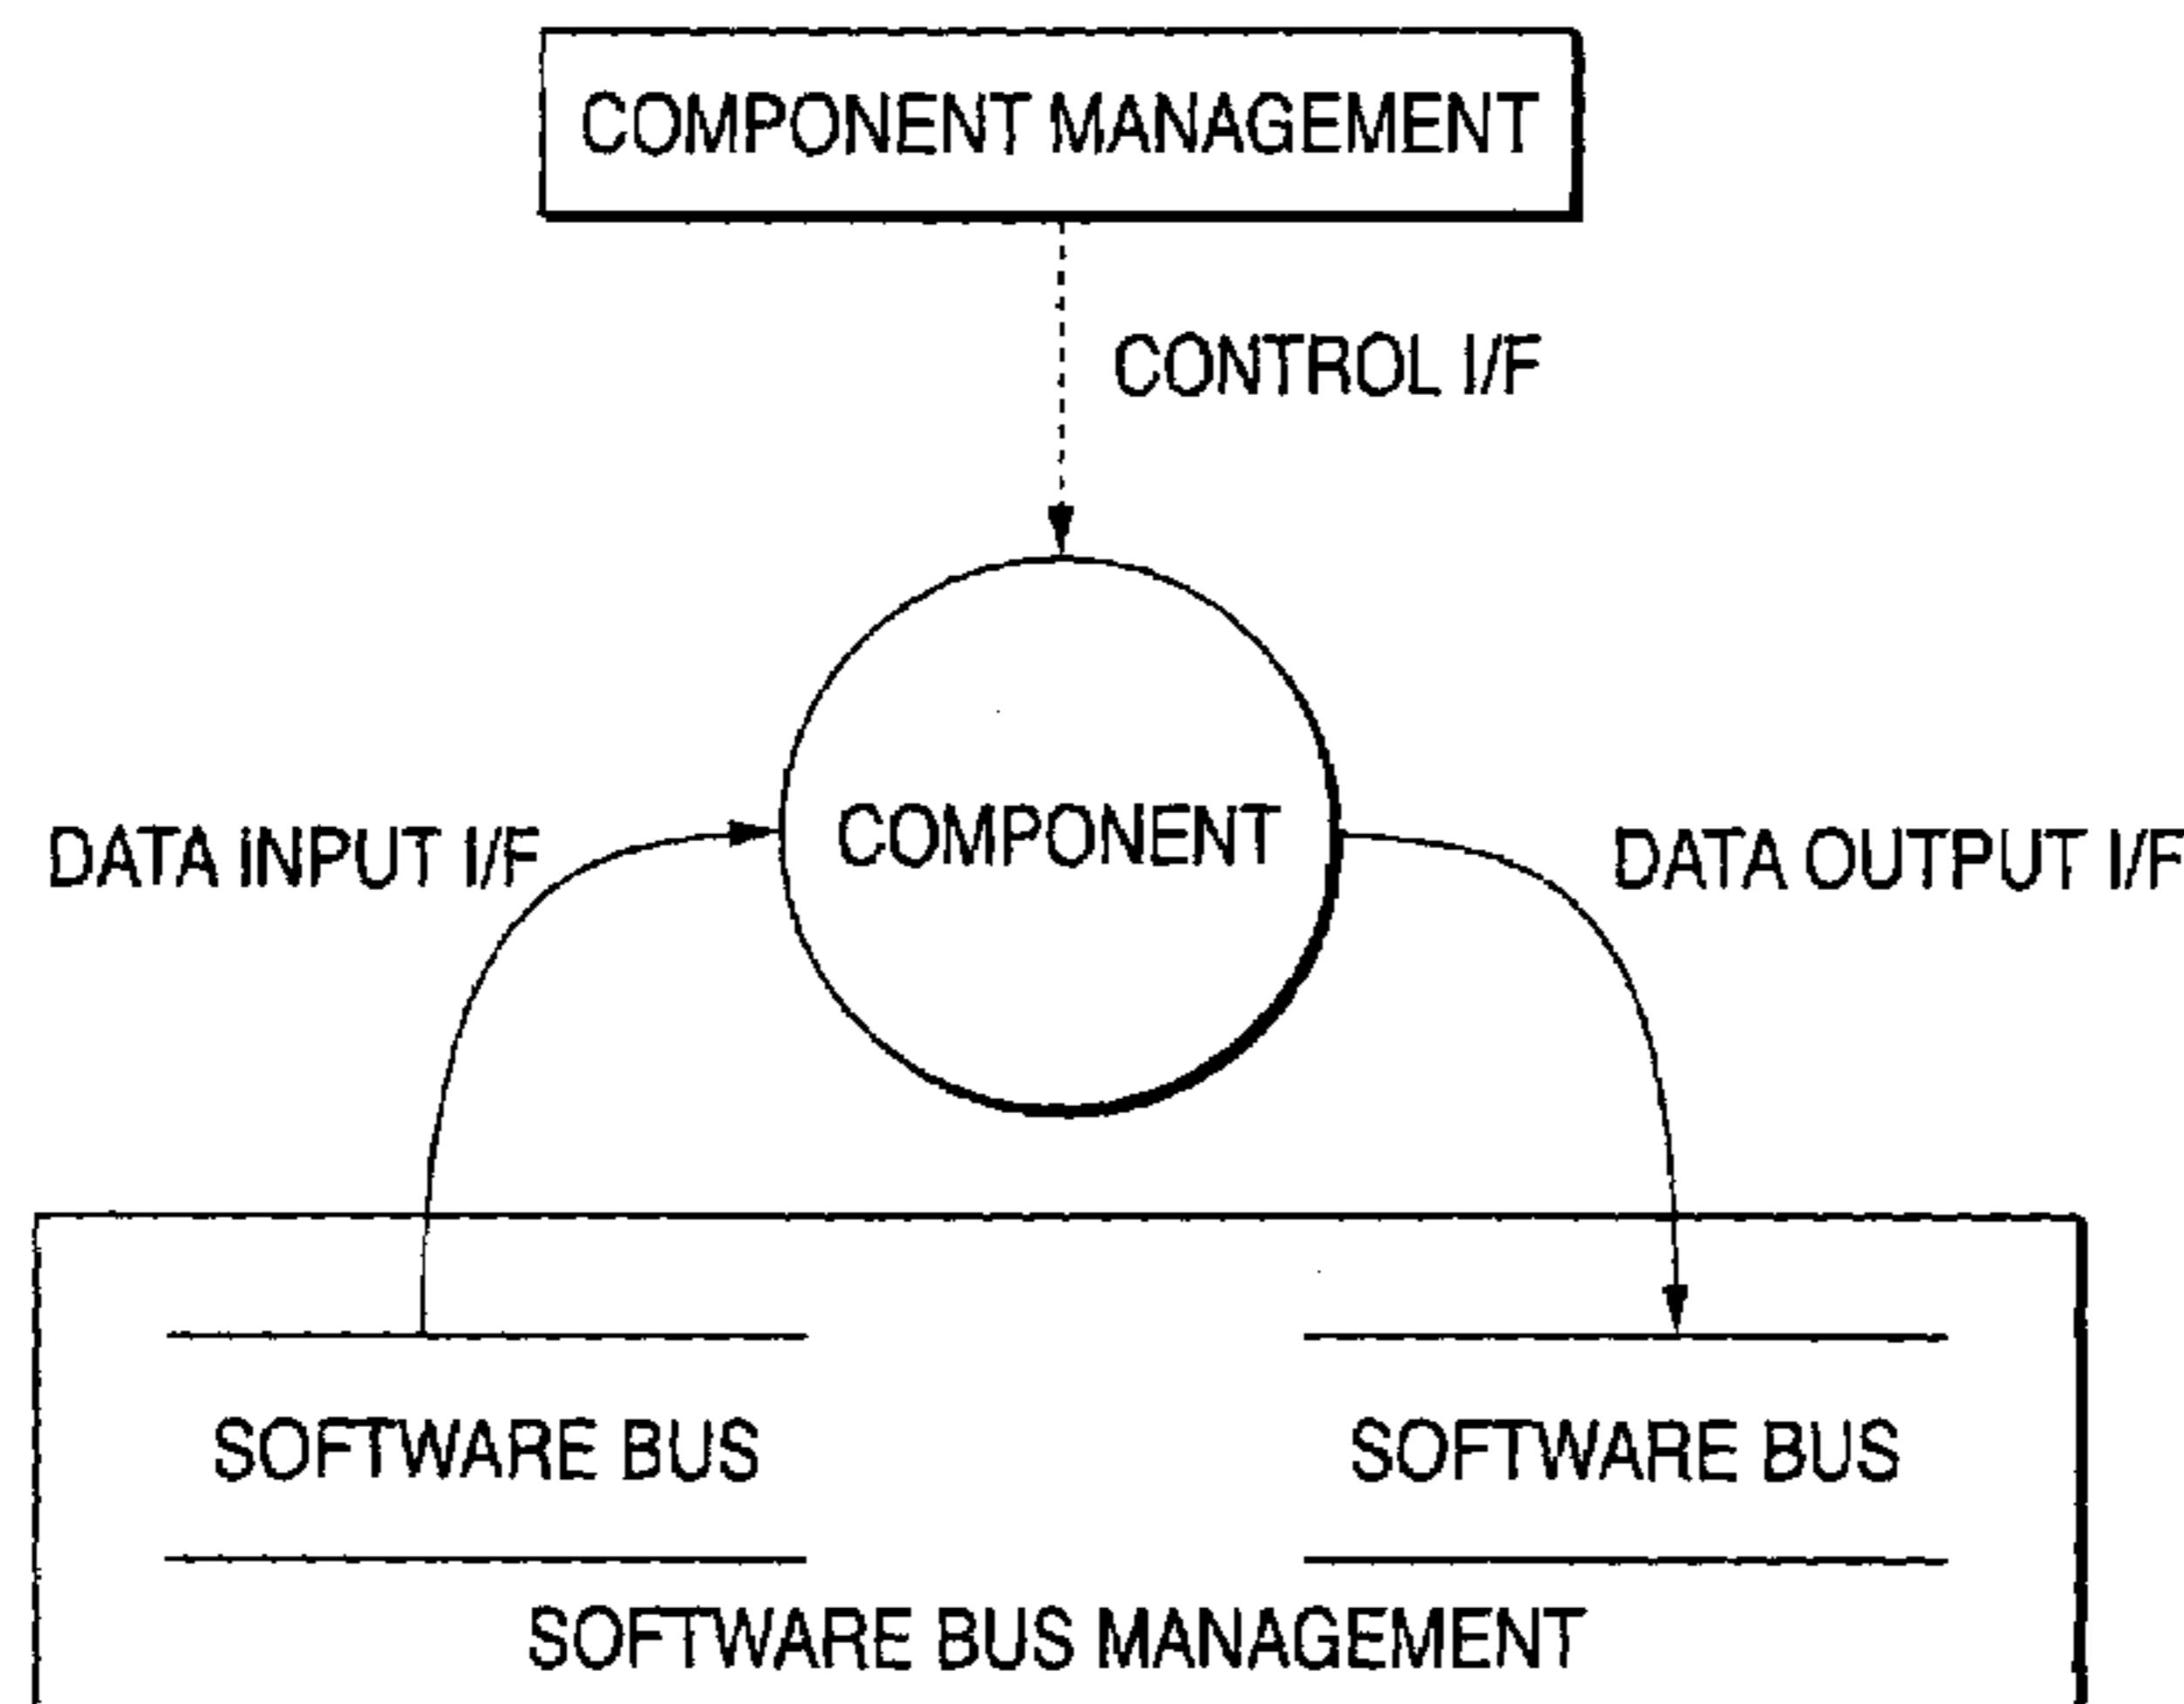 COMPONENT MANAGEMENT
CONTROL I/F
COMPONENT
DATA INPUT I/F
DATA OUTPUT I/F
SOFTWARE BUS
SOFTWARE BUS
SOFTWARE BUS MANAGEMENT